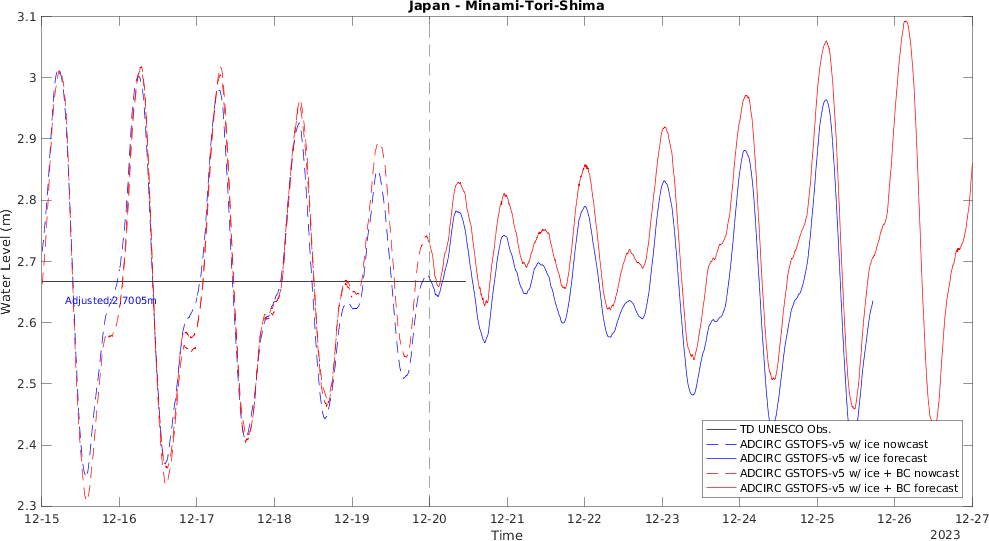 Japan - Minami-Tori-Shima
3.1
3
2.9
2.8
2.7
2.6
2.5
2.4
2.3
Water Level (m)
Adjusted:2.7005m
TD UNESCO Obs.
ADCIRC GSTOFS-v5 w/ ice nowcast
ADCIRC GSTOFS-v5 w/ ice forecast
ADCIRC GSTOFS-v5 w/ ice + BC nowcast
ADCIRC GSTOFS-v5 w/ ice + BC forecast
12-15 12-16 12-17 12-18 12-19 12-20 12-21 12-22 12-23 12-24 12-25 12-26 12-27
Time
2023